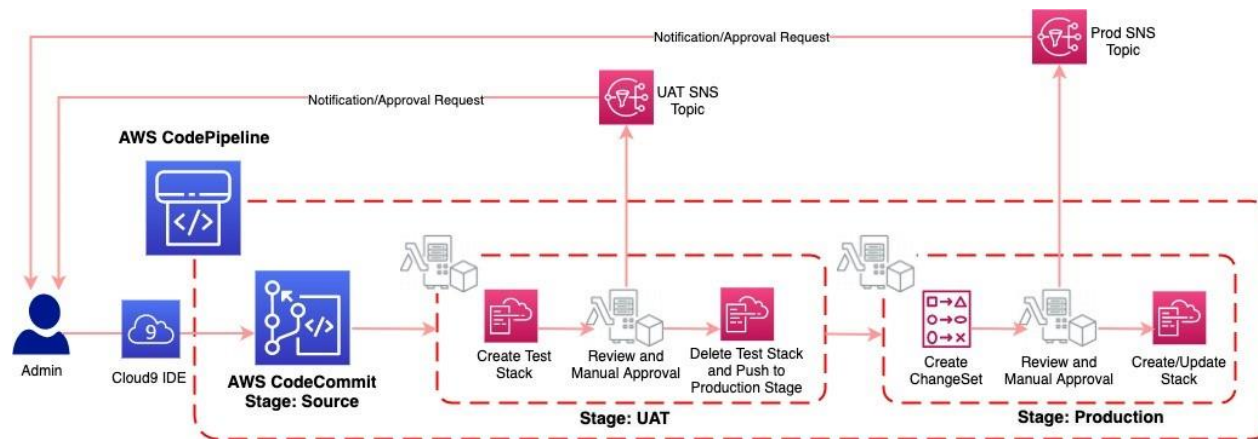 Prod SNS
Topic
Notification/Approval Request
UAT SNS
Topic
Notification/Approval Request
AWS CodePipeline
9
Admin
Cloud9 IDE
AWS CodeCommit
Stage: Source
Create Test
Stack
Review and
Manual Approval
Delete Test Stack
and Push to
Production Stage
Stage: UAT
Create
ChangeSet
Review and
Manual Approval
Create/Update
Stack
Stage: Production